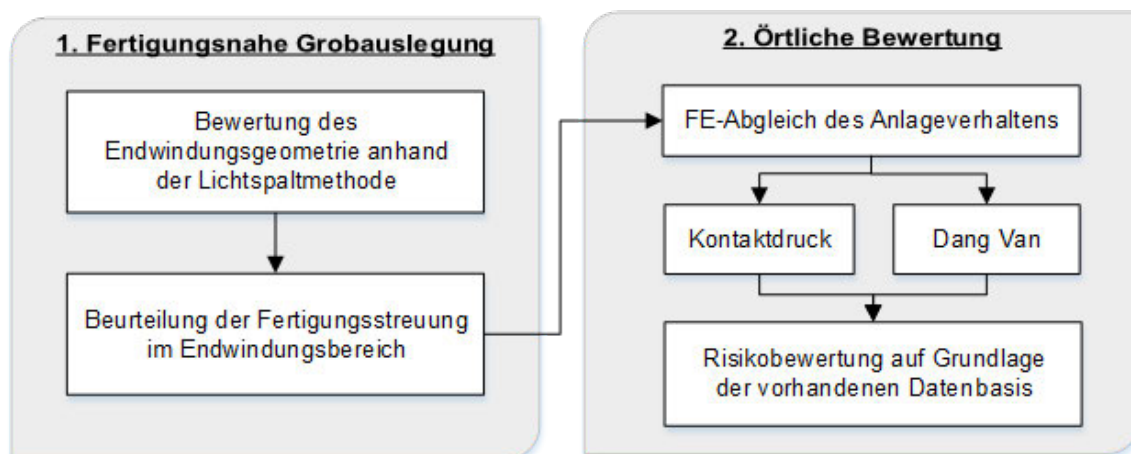 1. Fertigungsnahe Grobauslegung
Bewertung des
Endwindungsgeometrie anhand
der Lichtspaltmethode
Beurteilung der Fertigungsstreuung
im Endwindungsbereich
2. Örtliche Bewertung
FE-Abgleich des Anlageverhaltens
Kontaktdruck
Dang Van
Risikobewertung auf Grundlage
der vorhandenen Datenbasis